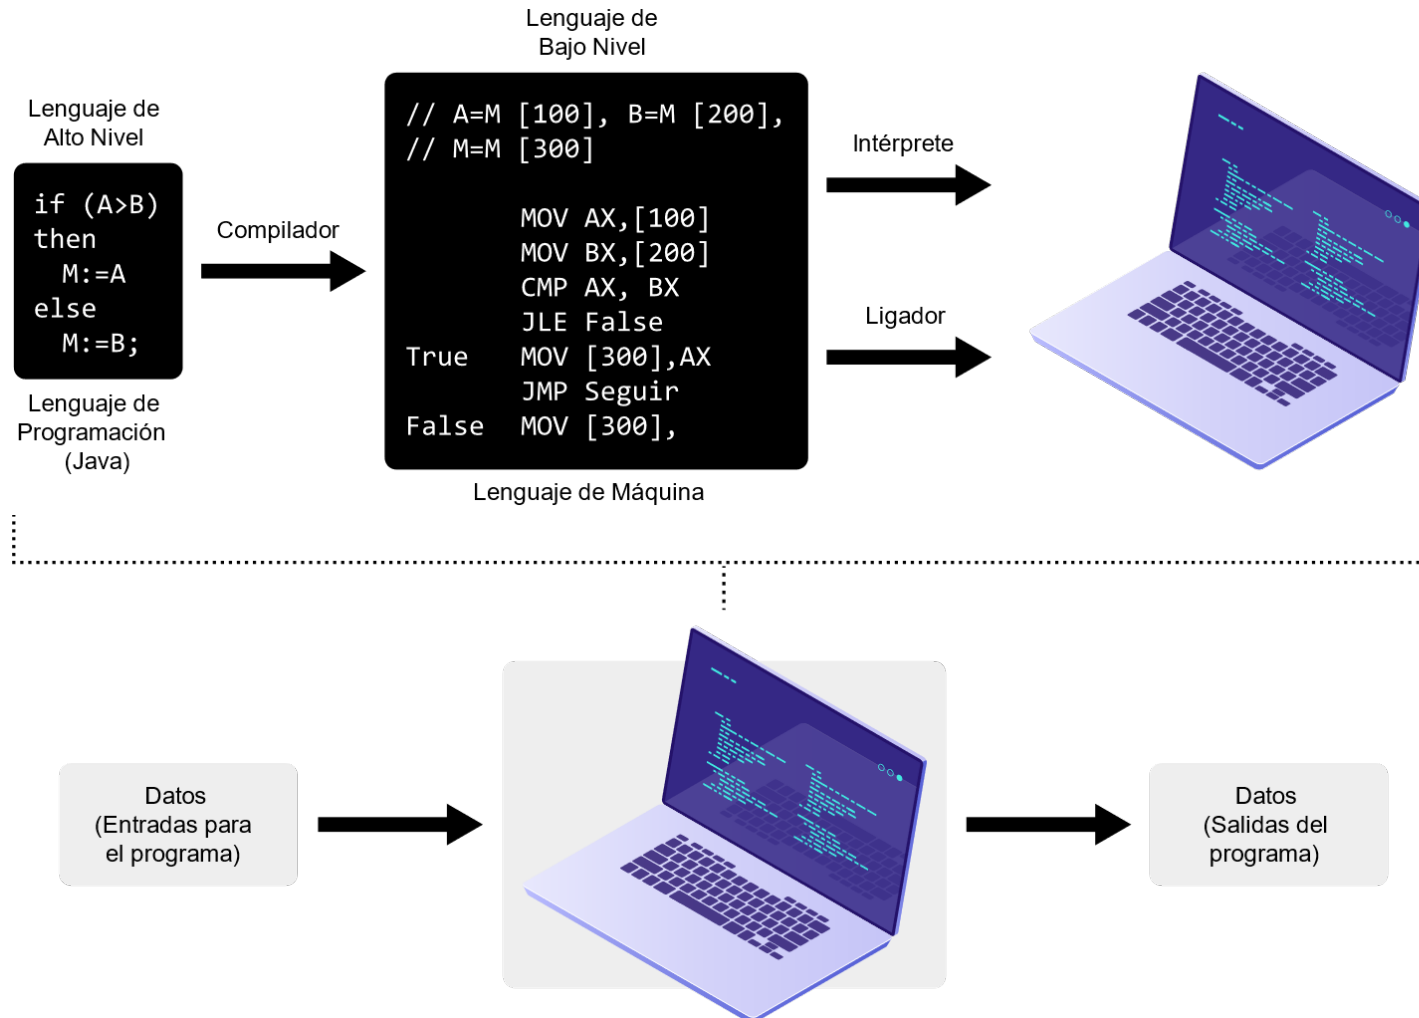 Lenguaje de
Alto Nivel
if (A>B)
then
M:=A
else
M:=B;
Lenguaje de
Programación
(Java)
Compilador
Lenguaje de
Bajo Nivel
// A=M [100], B=M [200],
// M=M [300]
MOV AX,[100]
MOV BX,[200]
CMP AX, BX
JLE False
True MOV [300],AX
JMP Seguir
False MOV [300],
Lenguaje de Máquina
Intérprete
Ligador
Datos
(Entradas para
el programa)
Datos
(Salidas del
programa)